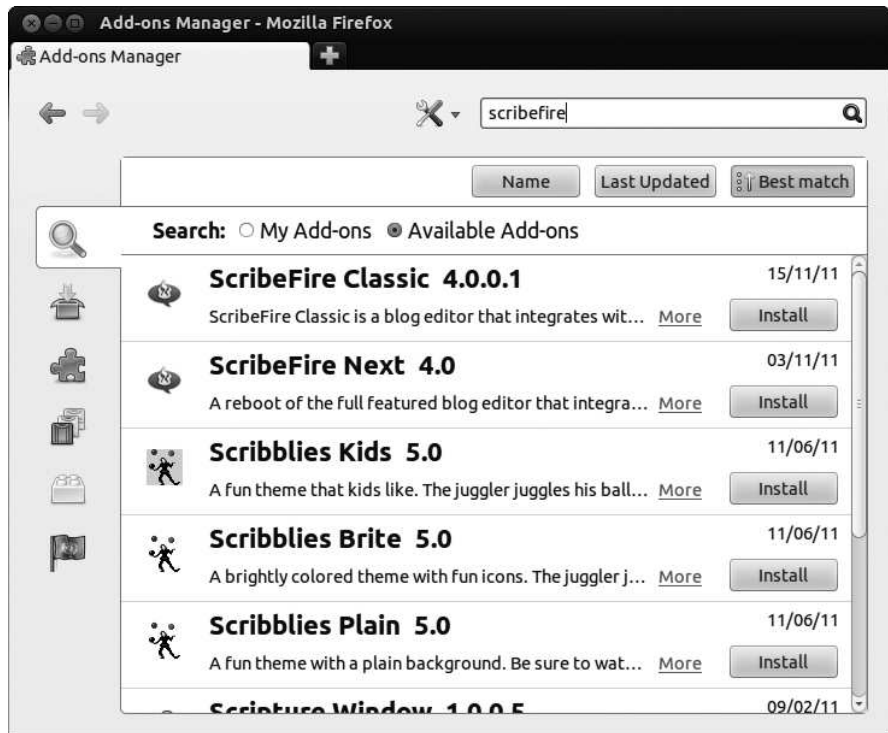 Add-ons Manager - Mozilla Firefox
Add-ons Manager
scribefire
Name Last Updated Best match
Search: My Add-ons Available Add-ons
ScribeFire Classic 4.0.0.1 15/11/11
ScribeFire Classic is a blog editor that integrates wit... More Install
ScribeFire Next 4.0 03/11/11
A reboot of the full featured blog editor that integra... More Install
Scribblies Kids 5.0 11/06/11
A fun theme that kids like. The juggler juggles his ball... More Install
Scribblies Brite 5.0 11/06/11
A brightly colored theme with fun icons. The juggler j... More Install
Scribblies Plain 5.0 11/06/11
A fun theme with a plain background. Be sure to wat... More Install
Scripture Window 1.0.0.5 09/02/11